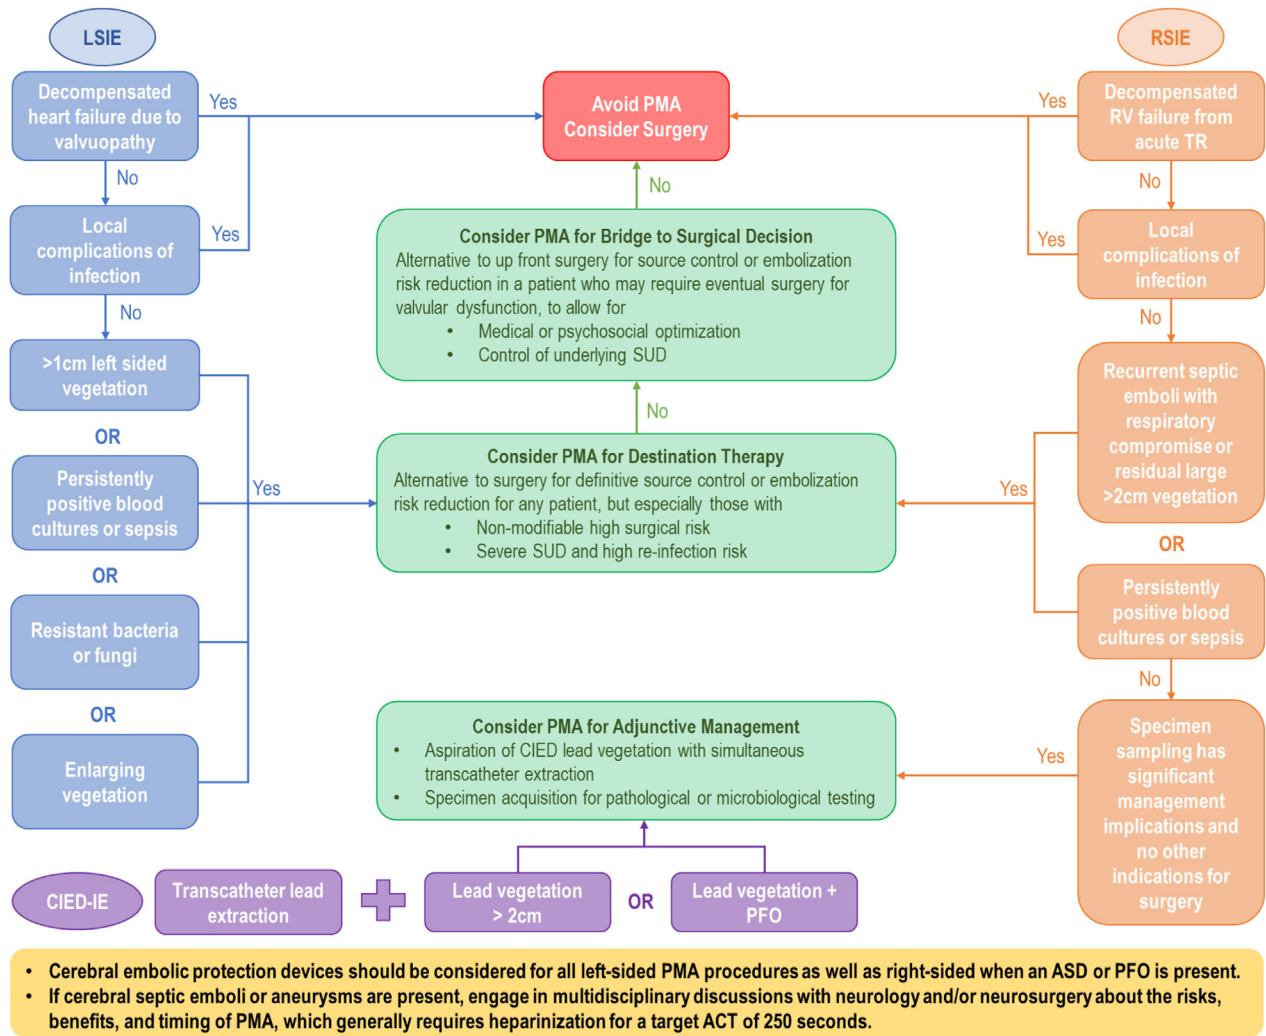 LSIE
Decompensated
heart failure due to
valvuopathy
Yes
No
Local
complications of
infection
Yes
No
>1cm left sided
vegetation
OR
Persistently
positive blood
cultures or sepsis
Yes
OR
Resistant bacteria
or fungi
OR
Enlarging
vegetation
Avoid PMA
Consider Surgery
No
Consider PMA for Bridge to Surgical Decision
Alternative to up front surgery for source control or embolization
risk reduction in a patient who may require eventual surgery for
valvular dysfunction, to allow for
• Medical or psychosocial optimization
• Control of underlying SUD
No
Consider PMA for Destination Therapy
Alternative to surgery for definitive source control or embolization
risk reduction for any patient, but especially those with
• Non-modifiable high surgical risk
• Severe SUD and high re-infection risk
Consider PMA for Adjunctive Management
• Aspiration of CIED lead vegetation with simultaneous
transcatheter extraction
• Specimen acquisition for pathological or microbiological testing
RSIE
Yes
Decompensated
RV failure from
acute TR
No
Yes
Local
complications of
infection
No
Recurrent septic
emboli with
respiratory
compromise or
residual large
>2cm vegetation
Yes
OR
Persistently
positive blood
cultures or sepsis
No
Yes
Specimen
sampling has
significant
management
implications and
no other
indications for
surgery
CIED-IE
Transcatheter lead
extraction
Lead vegetation
> 2cm
OR
Lead vegetation +
PFO
• Cerebral embolic protection devices should be considered for all left-sided PMA procedures as well as right-sided when an ASD or PFO is present.
• If cerebral septic emboli or aneurysms are present, engage in multidisciplinary discussions with neurology and/or neurosurgery about the risks,
benefits, and timing of PMA, which generally requires heparinization for a target ACT of 250 seconds.